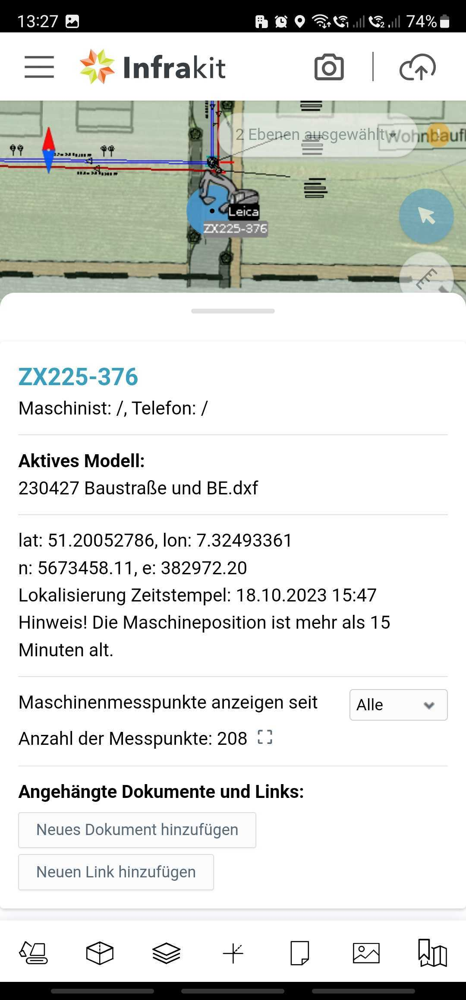 13:27
1
2
74%
Infrakit
2 Ebenen ausgewählt
Leica
ZX225-376
ZX225-376
Maschinist: /, Telefon: /
Aktives Modell:
230427 Baustraße und BE.dxf
lat: 51.20052786, lon: 7.32493361
n: 5673458.11, e: 382972.20
Lokalisierung Zeitstempel: 18.10.2023 15:47
Hinweis! Die Maschineposition ist mehr als 15
Minuten alt.
Maschinenmesspunkte anzeigen seit
Alle
Anzahl der Messpunkte: 208
Angehängte Dokumente und Links:
Neues Dokument hinzufügen
Neuen Link hinzufügen